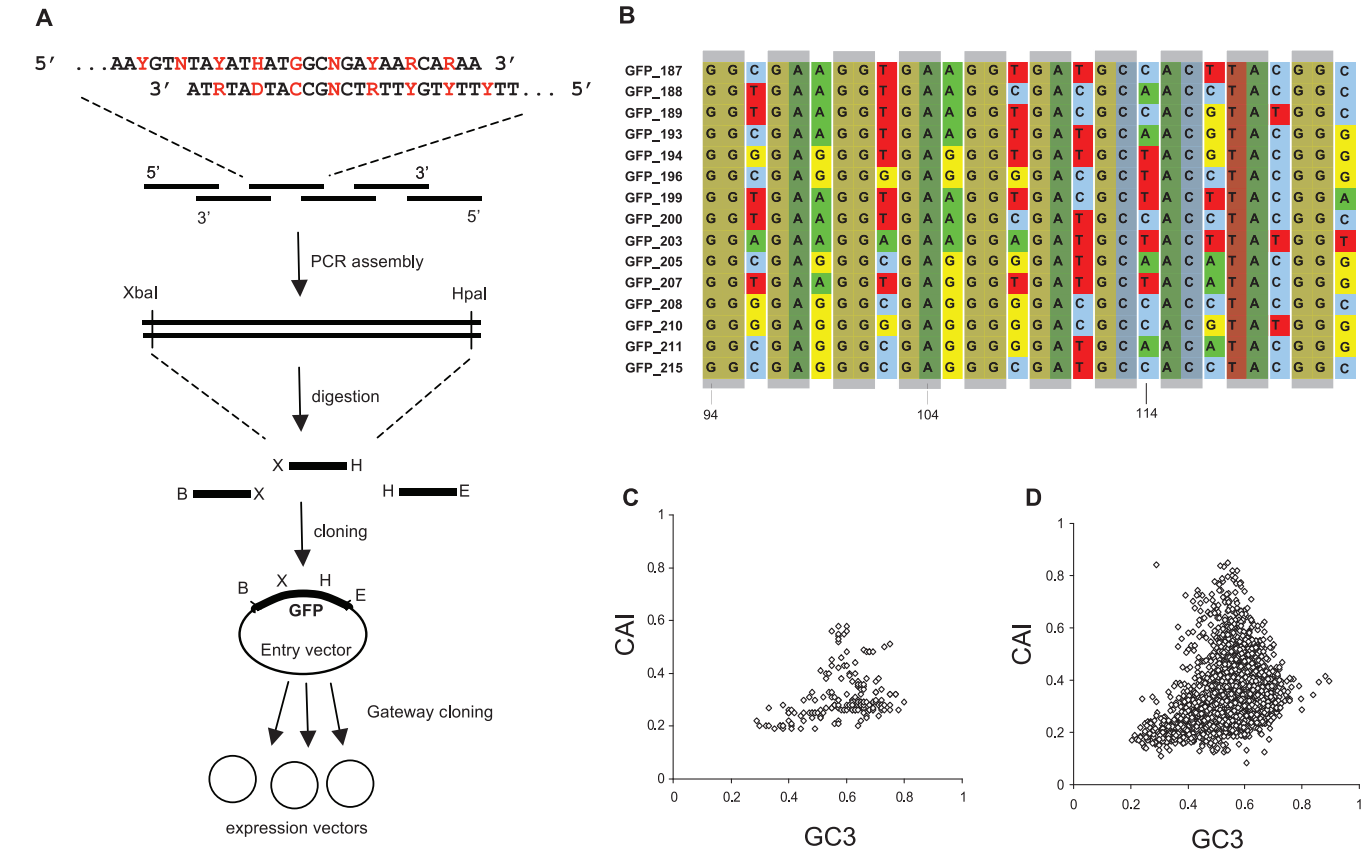 A
5' ...AAYGTNTAYATHATGGCNGAYAARCARAA 3'
3' ATRTADTACCGNCTRTTYGTYTTYTT... 5'
5'
3'
3'
5'
PCR assembly
XbaI
HpaI
digestion
X
H
B
X
H
E
cloning
B
X
H
E
GFP
Entry vector
Gateway cloning
expression vectors
B
GFP_187 G G C G A A G G T G A A G G T G A T G C C A C T T A C G G C
GFP_188 G G T G A A G G T G A A G G C G A C G C A A C C T A C G G C
GFP_189 G G T G A A G G T G A A G G T G A C G C C A C G T A T G G C
GFP_193 G G C G A A G G T G A A G G T G A T G C A A C G T A C G G G
GFP_194 G G G G A G G G T G A G G G T G A T G C T A C G T A C G G G
GFP_196 G G C G A G G G G G A G G G G G A C G C T A C C T A C G G G
GFP_199 G G T G A A G G T G A A G G T G A C G C T A C T T A C G G A
GFP_200 G G T G A A G G T G A A G G C G A T G C C A C C T A C G G C
GFP_203 G G A G A A G G A G A A G G A G A T G C T A C T T A T G G T
GFP_205 G G C G A G G G C G A G G G G G A T G C A A C A T A C G G G
GFP_207 G G T G A A G G T G A G G G T G A T G C T A C A T A C G G G
GFP_208 G G G G A G G G C G A G G G G G A C G C C A C C T A C G G C
GFP_210 G G G G A G G G G G A G G G G G A C G C C A C G T A T G G G
GFP_211 G G C G A G G G C G A G G G G G A T G C A A C A T A C G G G
GFP_215 G G C G A G G G C G A G G G C G A T G C C A C C T A C G G C
94 104 114
C
1
0.8
0.6
0.4
0.2
0
CAI
0 0.2 0.4 0.6 0.8 1
GC3
D
1
0.8
0.6
0.4
0.2
0
CAI
0 0.2 0.4 0.6 0.8 1
GC3